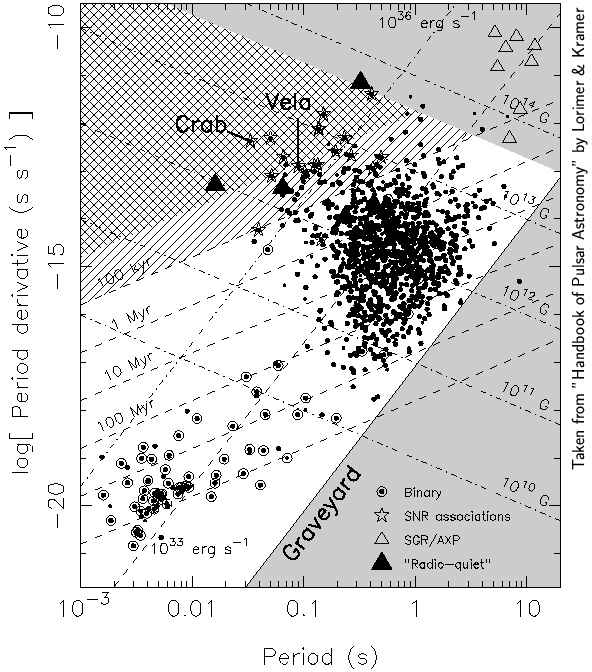 10^36 erg s^-1
-10
10^14 G
Vela
Crab
10^13 G
-15
100 kyr
1 Myr
10^12 G
10 Myr
10^11 G
100 Myr
10^10 G
-20
Graveyard
Binary
SNR associations
SGR/AXP
"Radio-quiet"
10^33 erg s^-1
10^-3
0.01
0.1
1
10
Period (s)
log[ Period derivative (s s^-1) ]
Taken from "Handbook of Pulsar Astronomy" by Lorimer & Kramer